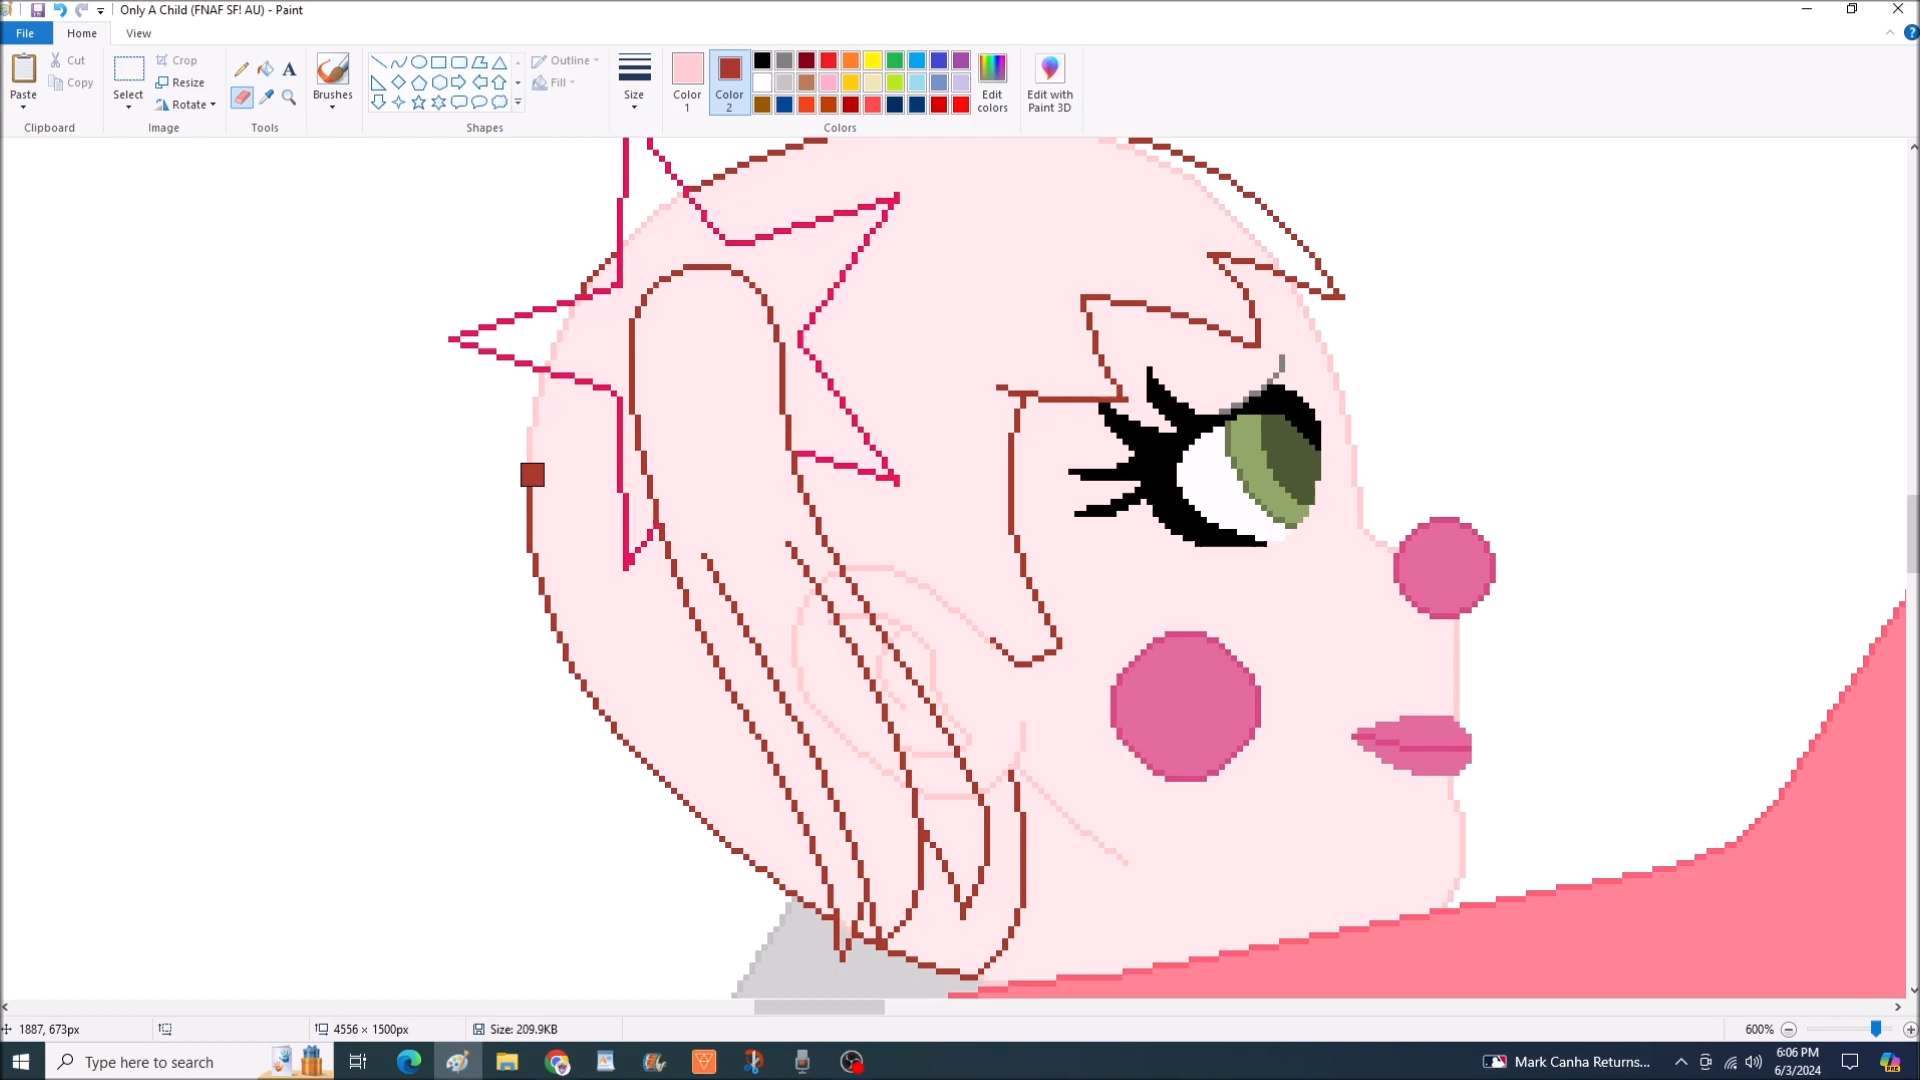 Only A Child (FNAF SF! AU) - Paint
File
Home
View
Paste
Cut
Copy
Clipboard
Select
Crop
Resize
Rotate
Image
A
Tools
Brushes
Shapes
Outline
Fill
Size
Color 1
Color 2
Colors
Edit colors
Edit with Paint 3D
1887, 673px
4556 × 1500px
Size: 209.9KB
600%
Type here to search
Mark Canha Returns...
6:06 PM
6/3/2024